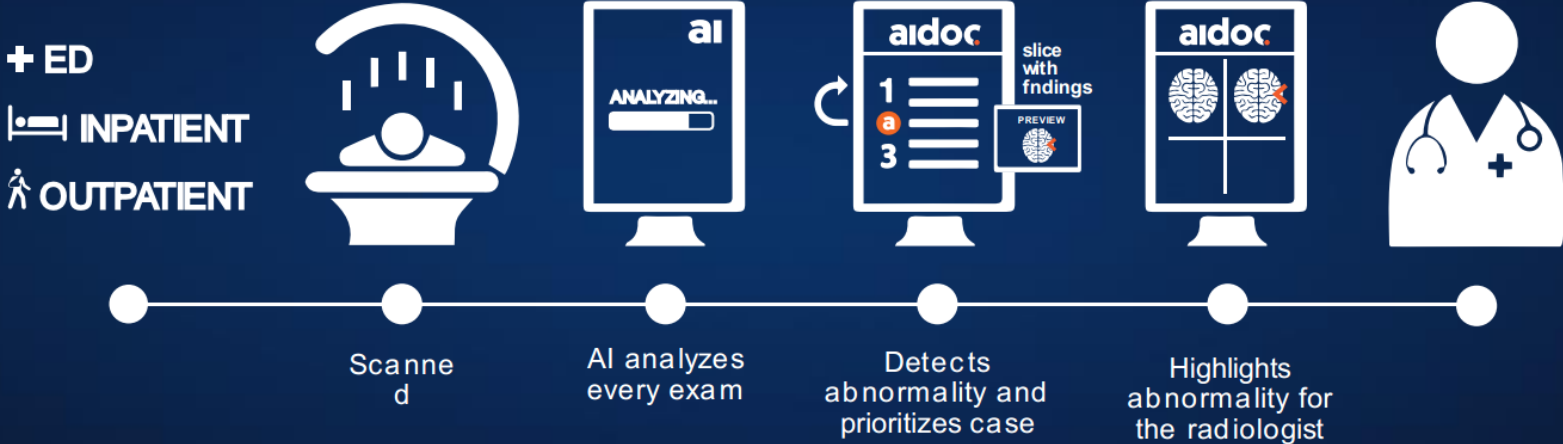 + ED
INPATIENT
OUTPATIENT
ai
ANALYZING...
aidoc
1
a
3
slice
with
fndings
PREVIEW
aidoc
Scanne
d
AI analyzes
every exam
Detects
abnormality and
prioritizes case
Highlights
abnormality for
the radiologist